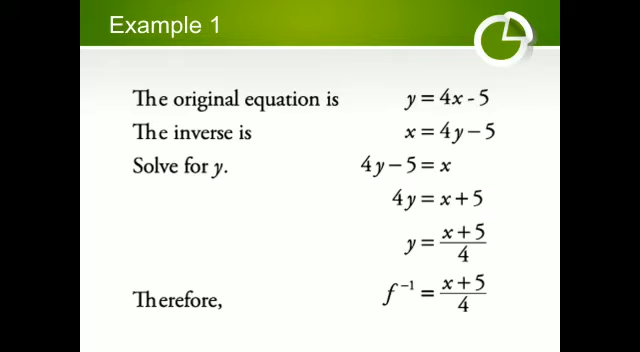 Example 1
The original equation is y = 4x - 5
The inverse is x = 4y − 5
Solve for y. 4y − 5 = x
4y = x + 5
y = x + 5 / 4
Therefore, f ⁻¹ = x + 5 / 4